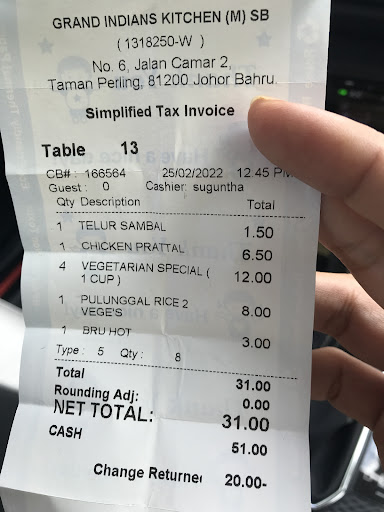 GRAND INDIANS KITCHEN (M) SB
( 1318250-W )
No. 6, Jalan Camar 2,
Taman Perling, 81200 Johor Bahru.
Simplified Tax Invoice
Table 13
CB# : 166564 25/02/2022 12:45 PM
Guest : 0 Cashier: suguntha
Qty Description Total
1 TELUR SAMBAL 1.50
1 CHICKEN PRATTAL 6.50
4 VEGETARIAN SPECIAL ( 1 CUP ) 12.00
1 PULUNGGAL RICE 2 VEGE'S 8.00
1 BRU HOT 3.00
Type : 5 Qty : 8
Total 31.00
Rounding Adj: 0.00
NET TOTAL: 31.00
CASH 51.00
Change Returne 20.00-